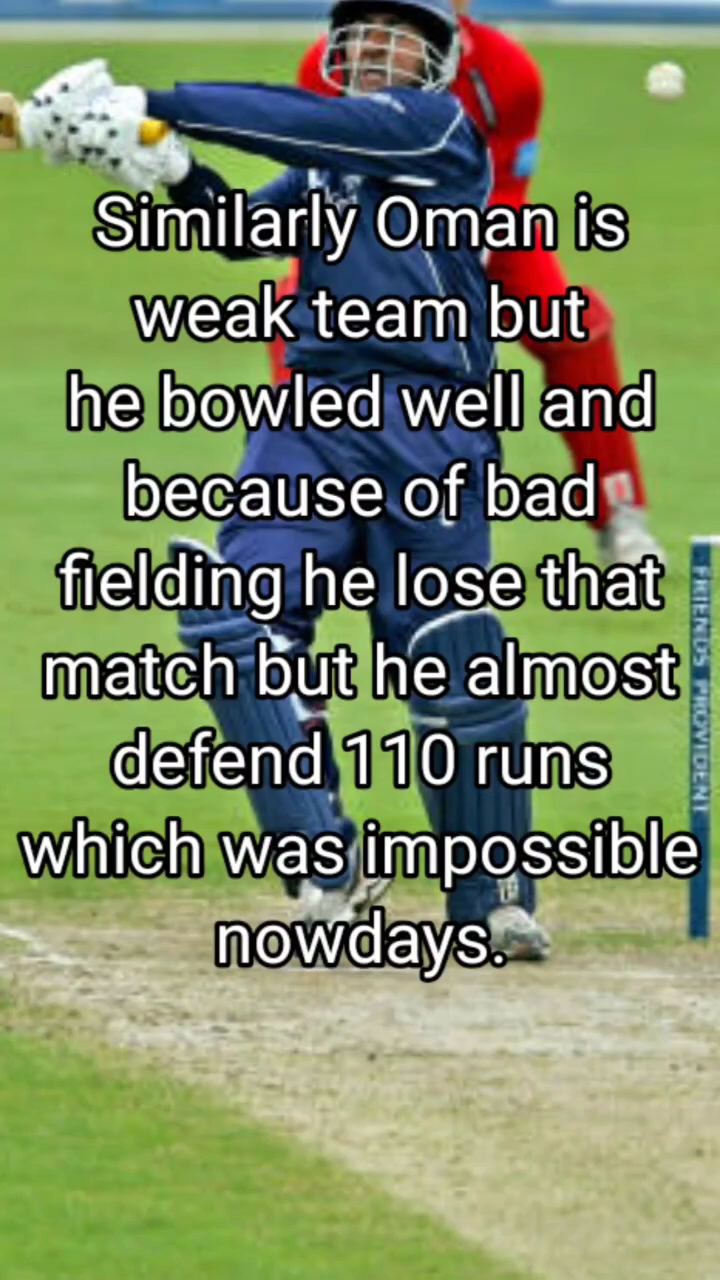 Similarly Oman is
weak team but
he bowled well and
because of bad
fielding he lose that
match but he almost
defend 110 runs
which was impossible
nowdays.
FRIENDS PROVIDENT